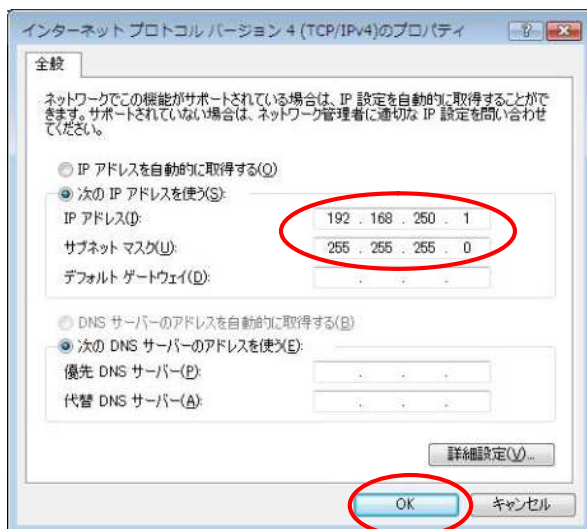 インターネット プロトコル バージョン 4 (TCP/IPv4)のプロパティ
全般
ネットワークでこの機能がサポートされている場合は、IP 設定を自動的に取得することがで
きます。サポートされていない場合は、ネットワーク管理者に適切な IP 設定を問い合わせ
てください。
IP アドレスを自動的に取得する(O)
次の IP アドレスを使う(S):
IP アドレス(I): 192 . 168 . 250 . 1
サブネット マスク(U): 255 . 255 . 255 . 0
デフォルト ゲートウェイ(D): . . .
DNS サーバーのアドレスを自動的に取得する(B)
次の DNS サーバーのアドレスを使う(E):
優先 DNS サーバー(P): . . .
代替 DNS サーバー(A): . . .
詳細設定(V)...
OK キャンセル